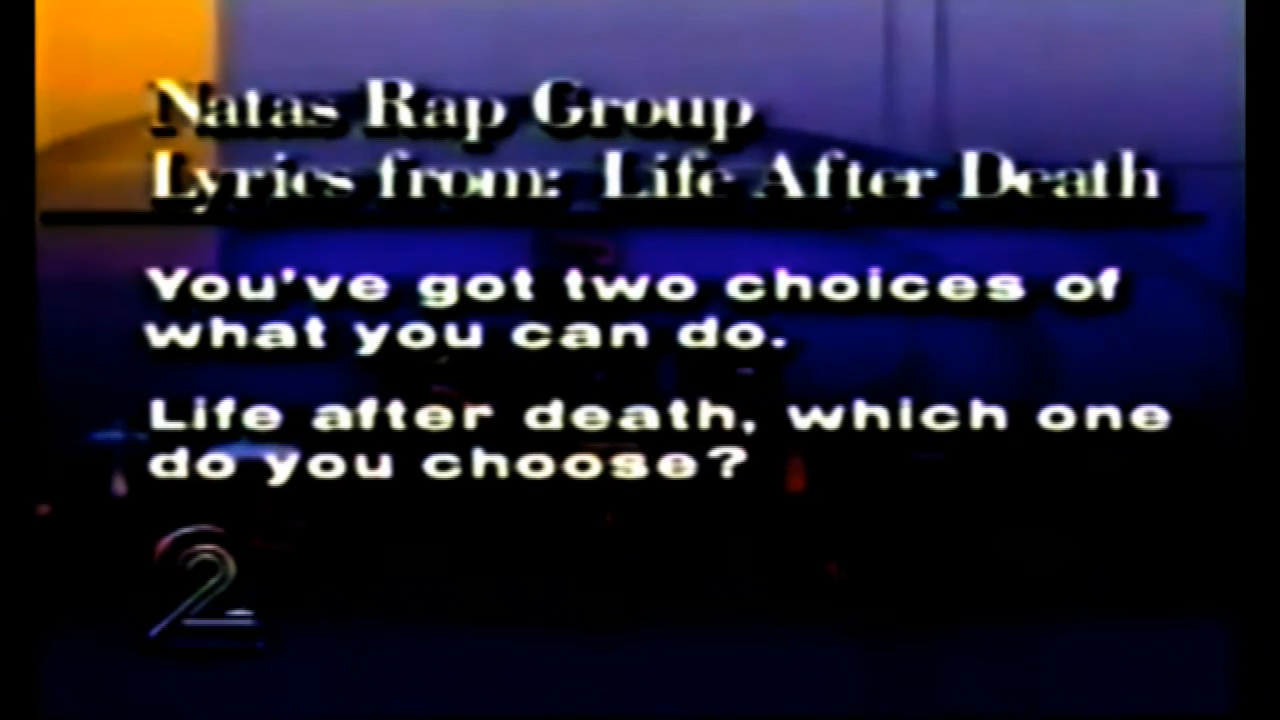 Natas Rap Group
Lyrics from: Life After Death
You've got two choices of
what you can do.
Life after death, which one
do you choose?
2